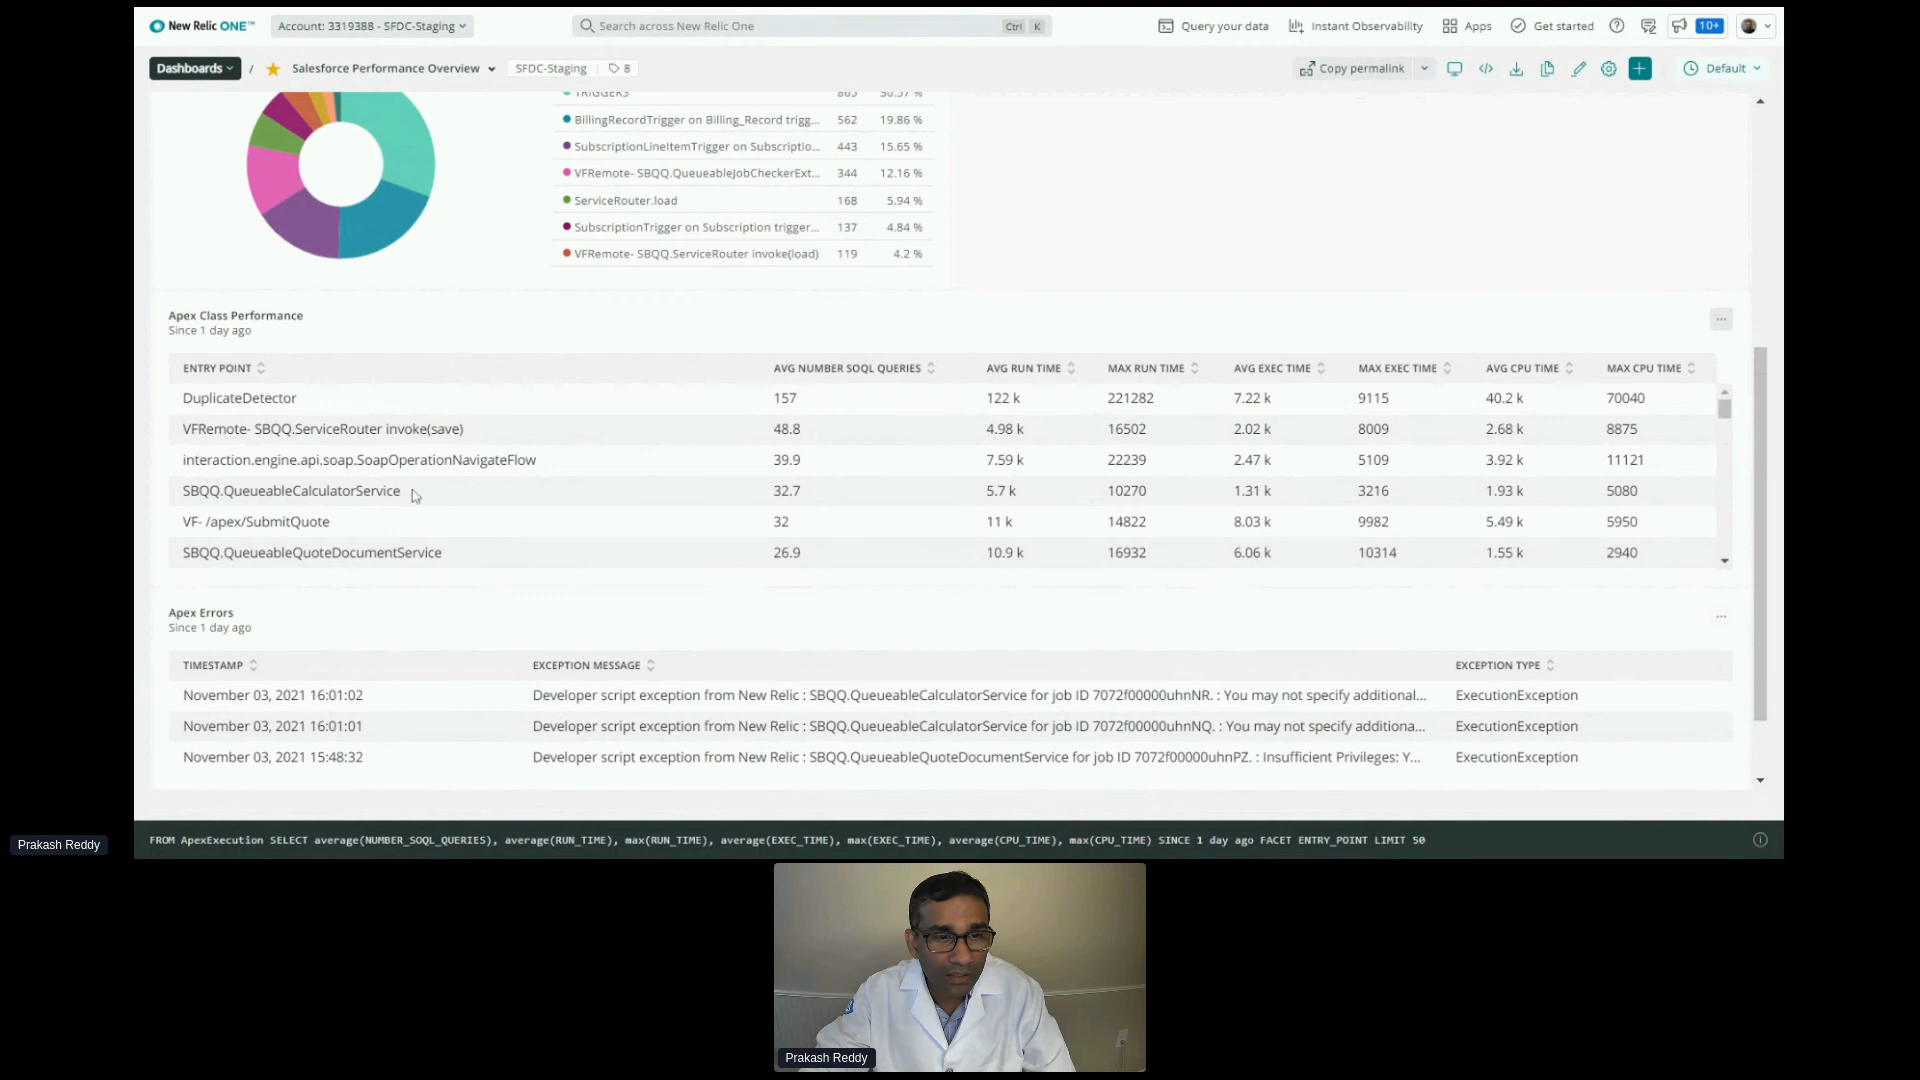 New Relic ONE™
Account: 3319388 - SFDC-Staging
Search across New Relic One
Ctrl K
Query your data
Instant Observability
Apps
Get started
10+
Dashboards / Salesforce Performance Overview
SFDC-Staging
8
Copy permalink
Default
TRIGGERS 865 30.57 %
BillingRecordTrigger on Billing_Record trigg... 562 19.86 %
SubscriptionLineItemTrigger on Subscriptio... 443 15.65 %
VFRemote- SBQQ.QueueableJobCheckerExt... 344 12.16 %
ServiceRouter.load 168 5.94 %
SubscriptionTrigger on Subscription trigger... 137 4.84 %
VFRemote- SBQQ.ServiceRouter invoke(load) 119 4.2 %
Apex Class Performance
Since 1 day ago
ENTRY POINT AVG NUMBER SOQL QUERIES AVG RUN TIME MAX RUN TIME AVG EXEC TIME MAX EXEC TIME AVG CPU TIME MAX CPU TIME
DuplicateDetector 157 122 k 221282 7.22 k 9115 40.2 k 70040
VFRemote- SBQQ.ServiceRouter invoke(save) 48.8 4.98 k 16502 2.02 k 8009 2.68 k 8875
interaction.engine.api.soap.SoapOperationNavigateFlow 39.9 7.59 k 22239 2.47 k 5109 3.92 k 11121
SBQQ.QueueableCalculatorService 32.7 5.7 k 10270 1.31 k 3216 1.93 k 5080
VF- /apex/SubmitQuote 32 11 k 14822 8.03 k 9982 5.49 k 5950
SBQQ.QueueableQuoteDocumentService 26.9 10.9 k 16932 6.06 k 10314 1.55 k 2940
Apex Errors
Since 1 day ago
TIMESTAMP EXCEPTION MESSAGE EXCEPTION TYPE
November 03, 2021 16:01:02 Developer script exception from New Relic : SBQQ.QueueableCalculatorService for job ID 7072f00000uhnNR. : You may not specify additional... ExecutionException
November 03, 2021 16:01:01 Developer script exception from New Relic : SBQQ.QueueableCalculatorService for job ID 7072f00000uhnNQ. : You may not specify additiona... ExecutionException
November 03, 2021 15:48:32 Developer script exception from New Relic : SBQQ.QueueableQuoteDocumentService for job ID 7072f00000uhnPZ. : Insufficient Privileges: Y... ExecutionException
FROM ApexExecution SELECT average(NUMBER_SOQL_QUERIES), average(RUN_TIME), max(RUN_TIME), average(EXEC_TIME), max(EXEC_TIME), average(CPU_TIME), max(CPU_TIME) SINCE 1 day ago FACET ENTRY_POINT LIMIT 50
Prakash Reddy
Prakash Reddy